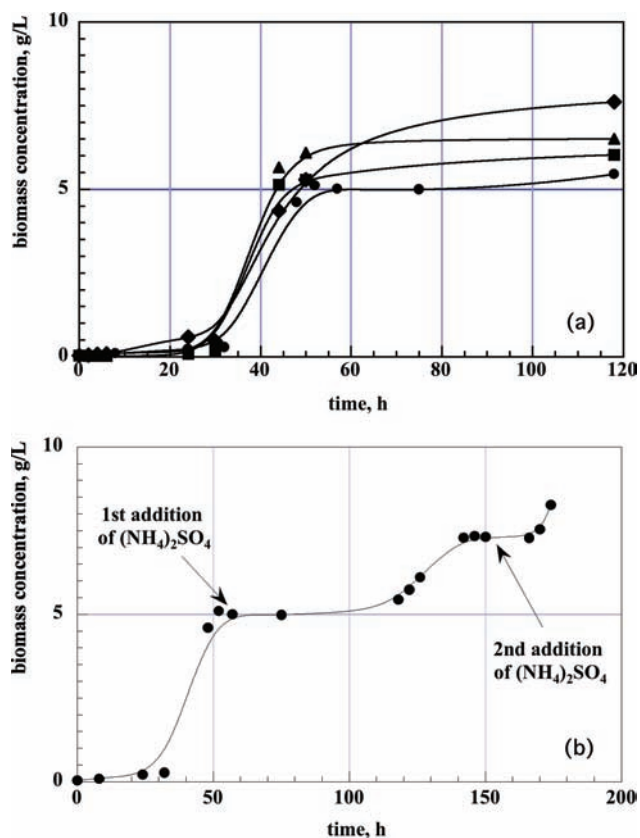 10
biomass concentration, g/L
5
(a)
0
0 20 40 60 80 100 120
time, h
10
biomass concentration, g/L
1st addition
of (NH4)2SO4
5
2nd addition
of (NH4)2SO4
(b)
0
0 50 100 150 200
time, h